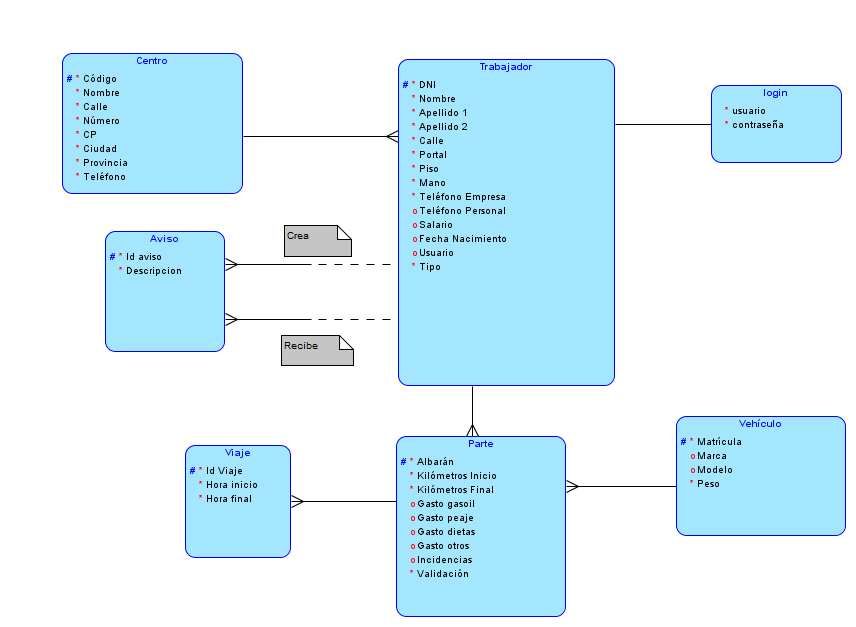 Centro
# * Código
* Nombre
* Calle
* Número
* CP
* Ciudad
* Provincia
* Teléfono
Trabajador
# * DNI
* Nombre
* Apellido 1
* Apellido 2
* Calle
* Portal
* Piso
* Mano
* Teléfono Empresa
o Teléfono Personal
o Salario
o Fecha Nacimiento
o Usuario
* Tipo
login
* usuario
* contraseña
Aviso
# * Id aviso
* Descripcion
Crea
Recibe
Viaje
# * Id Viaje
* Hora inicio
* Hora final
Parte
# * Albarán
* Kilómetros Inicio
* Kilómetros Final
o Gasto gasoil
o Gasto peaje
o Gasto dietas
o Gasto otros
o Incidencias
* Validación
Vehículo
# * Matrícula
o Marca
o Modelo
* Peso